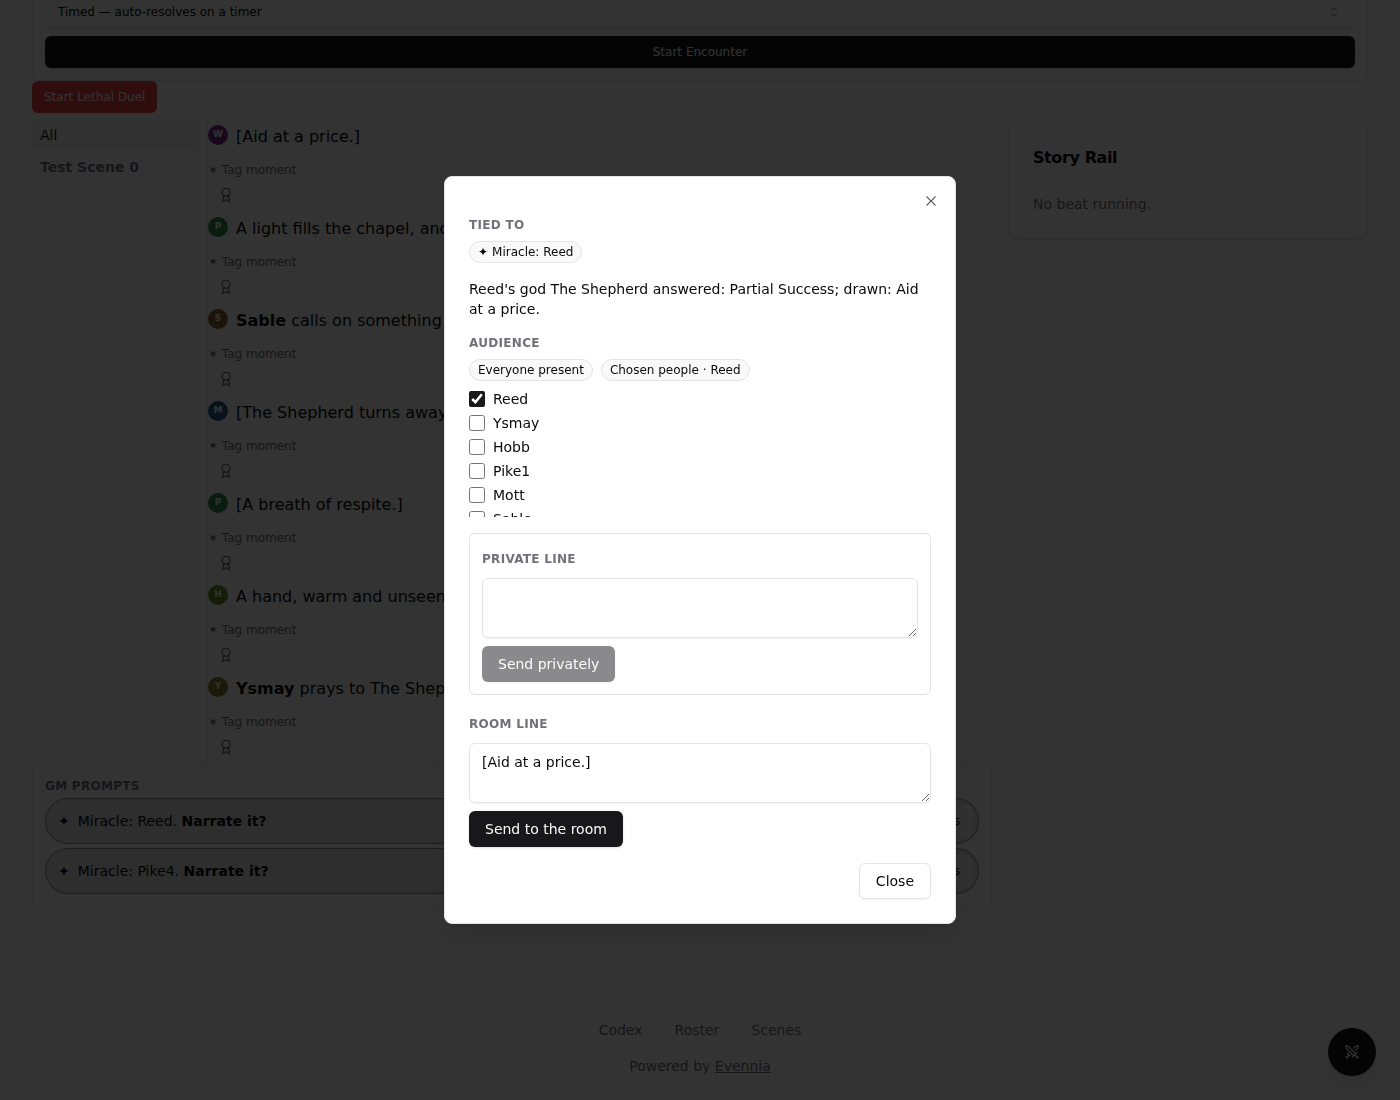 Timed — auto-resolves on a timer
Start Encounter
Start Lethal Duel
All
Test Scene 0
W
[Aid at a price.]
✦ Tag moment
P
A light fills the chapel, and
✦ Tag moment
S
Sable calls on something
✦ Tag moment
M
[The Shepherd turns away
✦ Tag moment
P
[A breath of respite.]
✦ Tag moment
H
A hand, warm and unseen
✦ Tag moment
Y
Ysmay prays to The Shep
✦ Tag moment
Story Rail
No beat running.
GM PROMPTS
✦ Miracle: Reed. Narrate it?
s
✦ Miracle: Pike4. Narrate it?
s
TIED TO
✦ Miracle: Reed
Reed's god The Shepherd answered: Partial Success; drawn: Aid
at a price.
AUDIENCE
Everyone present
Chosen people · Reed
Reed
Ysmay
Hobb
Pike1
Mott
Sable
PRIVATE LINE
Send privately
ROOM LINE
[Aid at a price.]
Send to the room
Close
Codex
Roster
Scenes
Powered by Evennia